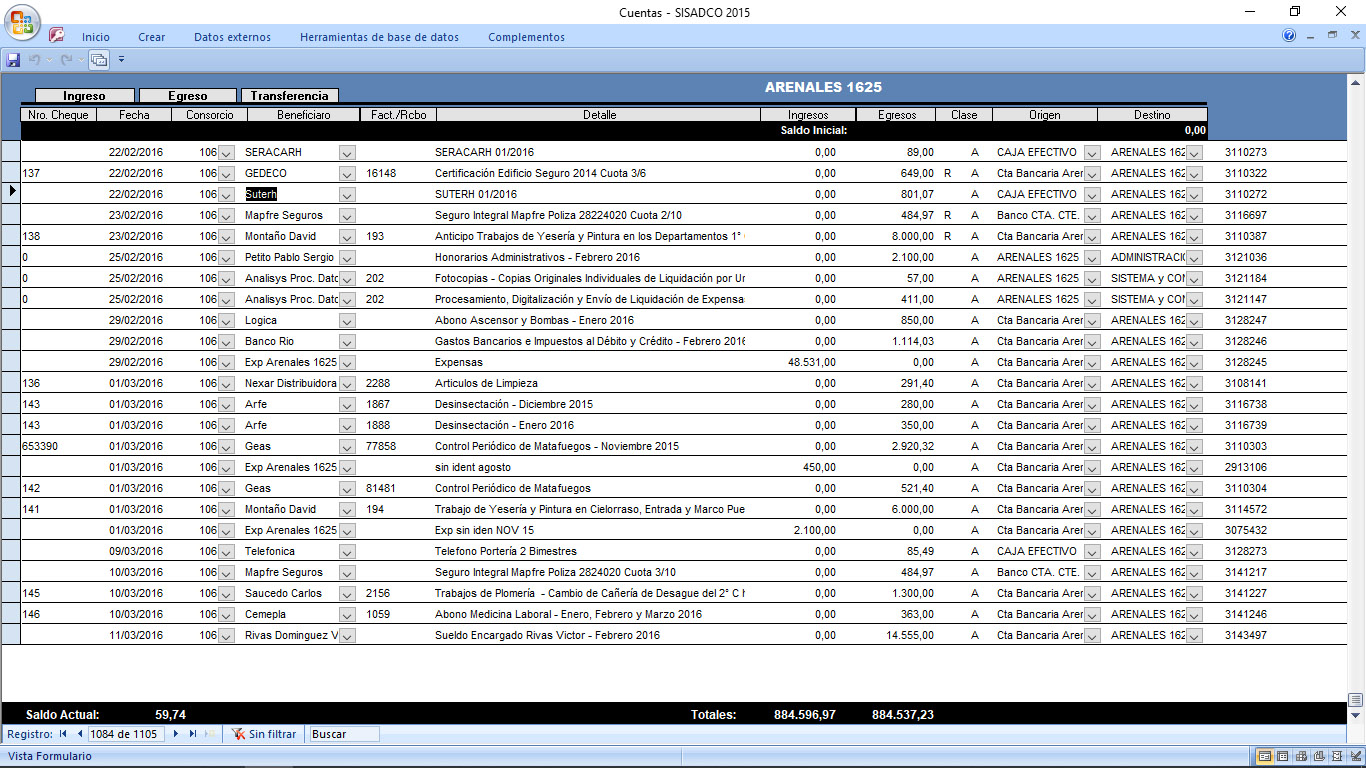 Cuentas - SISADCO 2015
Inicio Crear Datos externos Herramientas de base de datos Complementos
ARENALES 1625
Ingreso Egreso Transferencia
Nro. Cheque Fecha Consorcio Beneficiaro Fact./Rcbo Detalle Ingresos Egresos Clase Origen Destino
Saldo Inicial: 0,00
22/02/2016 106 SERACARH SERACARH 01/2016 0,00 89,00 A CAJA EFECTIVO ARENALES 162 3110273
137 22/02/2016 106 GEDECO 16148 Certificación Edificio Seguro 2014 Cuota 3/6 0,00 649,00 R A Cta Bancaria Arer ARENALES 162 3110322
22/02/2016 106 Suterh SUTERH 01/2016 0,00 801,07 A CAJA EFECTIVO ARENALES 162 3110272
23/02/2016 106 Mapfre Seguros Seguro Integral Mapfre Poliza 28224020 Cuota 2/10 0,00 484,97 R A Banco CTA. CTE. ARENALES 162 3116697
138 23/02/2016 106 Montaño David 193 Anticipo Trabajos de Yesería y Pintura en los Departamentos 1° 0,00 8.000,00 R A Cta Bancaria Arer ARENALES 162 3110387
0 25/02/2016 106 Petito Pablo Sergio Honorarios Administrativos - Febrero 2016 0,00 2.100,00 A ARENALES 1625 ADMINISTRACI 3121036
0 25/02/2016 106 Analisys Proc. Datc 202 Fotocopias - Copias Originales Individuales de Liquidación por Ur 0,00 57,00 A ARENALES 1625 SISTEMA y CON 3121184
0 25/02/2016 106 Analisys Proc. Datc 202 Procesamiento, Digitalización y Envío de Liquidación de Expensa 0,00 411,00 A ARENALES 1625 SISTEMA y CON 3121147
29/02/2016 106 Logica Abono Ascensor y Bombas - Enero 2016 0,00 850,00 A Cta Bancaria Arer ARENALES 162 3128247
29/02/2016 106 Banco Rio Gastos Bancarios e Impuestos al Débito y Crédito - Febrero 2016 0,00 1.114,03 A Cta Bancaria Arer ARENALES 162 3128246
29/02/2016 106 Exp Arenales 1625 Expensas 48.531,00 0,00 A Cta Bancaria Arer ARENALES 162 3128245
136 01/03/2016 106 Nexar Distribuidora 2288 Articulos de Limpieza 0,00 291,40 A Cta Bancaria Arer ARENALES 162 3108141
143 01/03/2016 106 Arfe 1867 Desinsectación - Diciembre 2015 0,00 280,00 A Cta Bancaria Arer ARENALES 162 3116738
143 01/03/2016 106 Arfe 1888 Desinsectación - Enero 2016 0,00 350,00 A Cta Bancaria Arer ARENALES 162 3116739
653390 01/03/2016 106 Geas 77858 Control Periódico de Matafuegos - Noviembre 2015 0,00 2.920,32 A Cta Bancaria Arer ARENALES 162 3110303
01/03/2016 106 Exp Arenales 1625 sin ident agosto 450,00 0,00 A Cta Bancaria Arer ARENALES 162 2913106
142 01/03/2016 106 Geas 81481 Control Periódico de Matafuegos 0,00 521,40 A Cta Bancaria Arer ARENALES 162 3110304
141 01/03/2016 106 Montaño David 194 Trabajo de Yesería y Pintura en Cielorraso, Entrada y Marco Pue 0,00 6.000,00 A Cta Bancaria Arer ARENALES 162 3114572
01/03/2016 106 Exp Arenales 1625 Exp sin iden NOV 15 2.100,00 0,00 A Cta Bancaria Arer ARENALES 162 3075432
09/03/2016 106 Telefonica Telefono Portería 2 Bimestres 0,00 85,49 A CAJA EFECTIVO ARENALES 162 3128273
10/03/2016 106 Mapfre Seguros Seguro Integral Mapfre Poliza 2824020 Cuota 3/10 0,00 484,97 A Banco CTA. CTE. ARENALES 162 3141217
145 10/03/2016 106 Saucedo Carlos 2156 Trabajos de Plomería - Cambio de Cañería de Desague del 2° C h 0,00 1.300,00 A Cta Bancaria Arer ARENALES 162 3141227
146 10/03/2016 106 Cemepla 1059 Abono Medicina Laboral - Enero, Febrero y Marzo 2016 0,00 363,00 A Cta Bancaria Arer ARENALES 162 3141246
11/03/2016 106 Rivas Dominguez V Sueldo Encargado Rivas Victor - Febrero 2016 0,00 14.555,00 A Cta Bancaria Arer ARENALES 162 3143497
Saldo Actual: 59,74 Totales: 884.596,97 884.537,23
Registro: 1084 de 1105 Sin filtrar Buscar
Vista Formulario